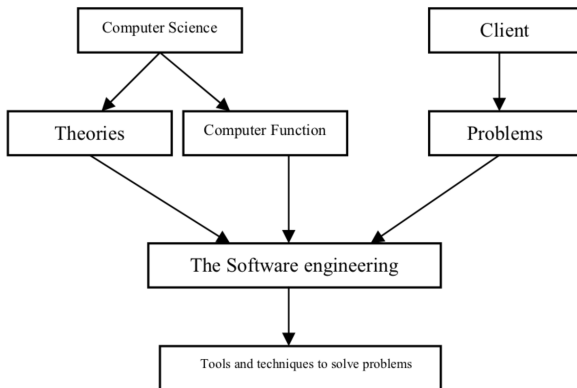 Computer Science
Client
Theories
Computer Function
Problems
The Software engineering
Tools and techniques to solve problems